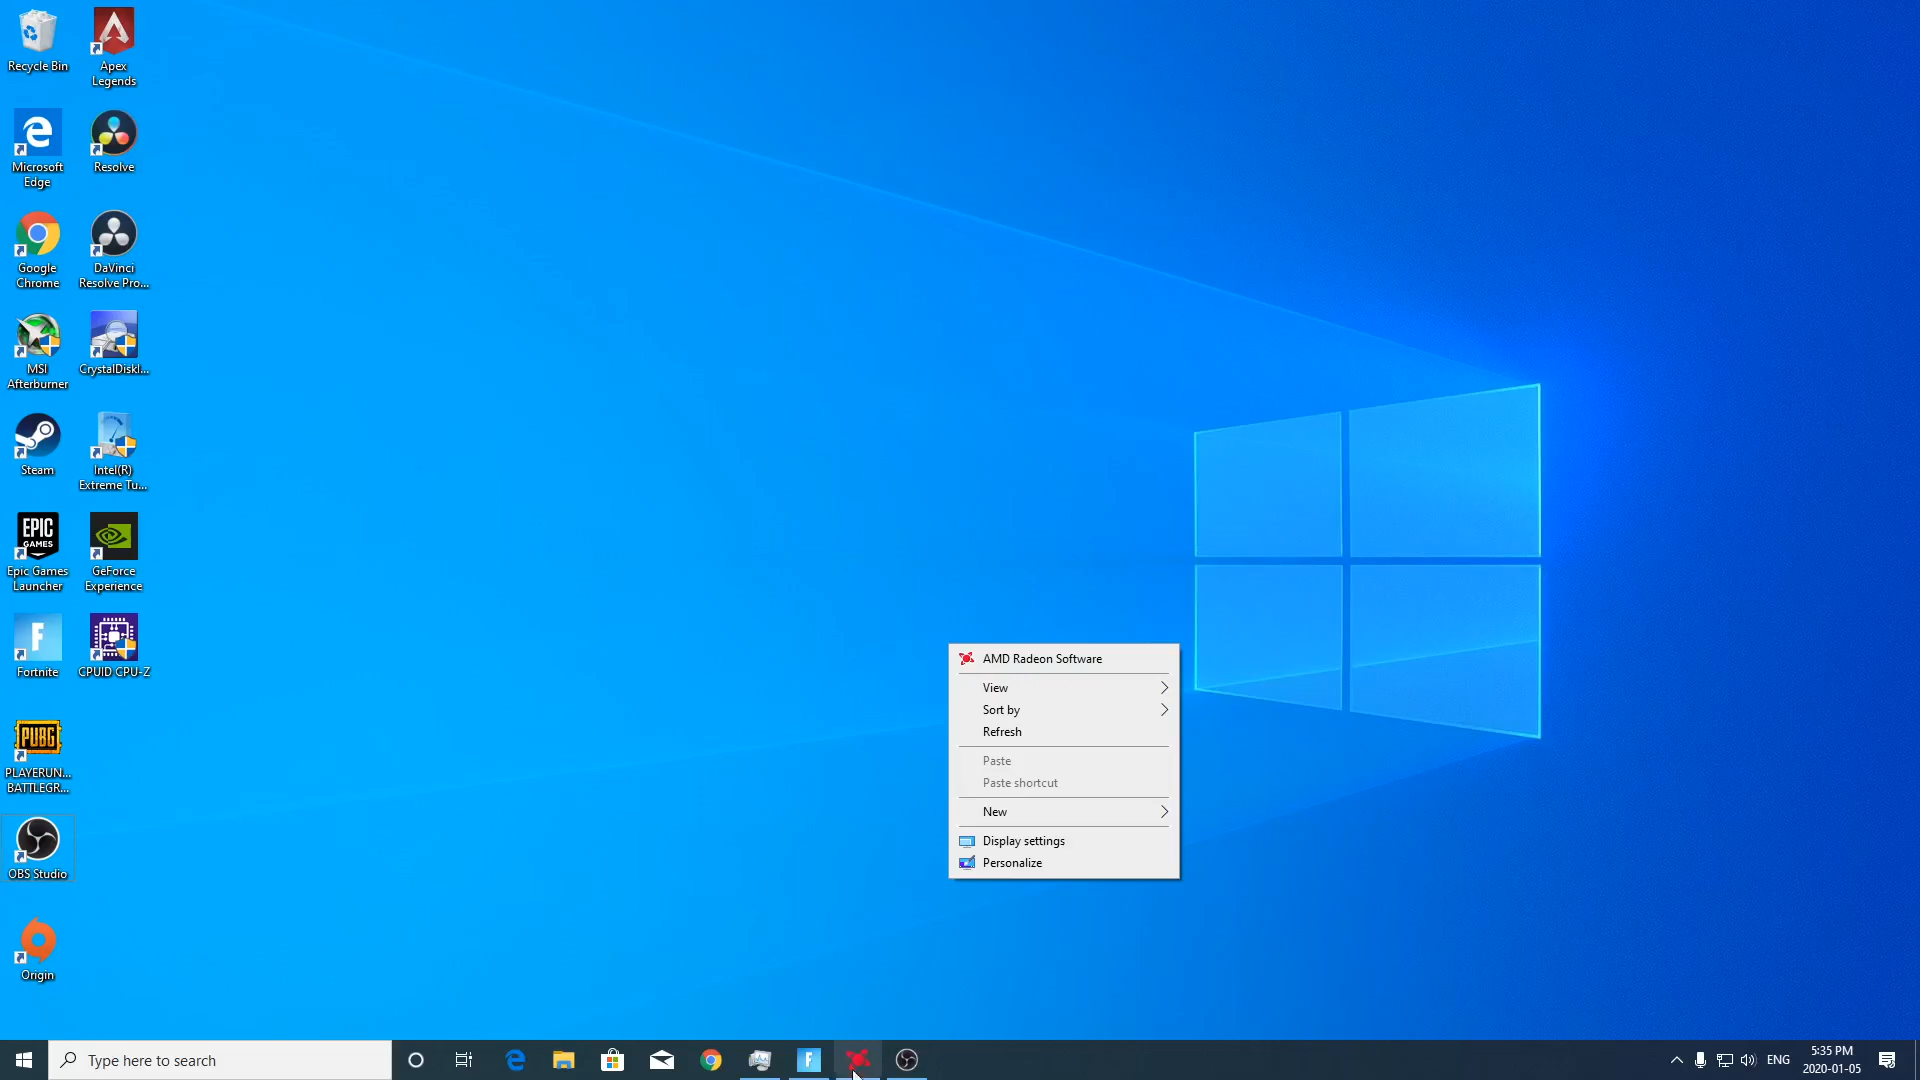 Recycle Bin
Apex
Legends
Microsoft
Edge
Resolve
Google
Chrome
DaVinci
Resolve Pro...
MSI
Afterburner
CrystalDiskI...
Steam
Intel(R)
Extreme Tu...
EPIC
GAMES
Epic Games
Launcher
GeForce
Experience
F
Fortnite
CPUID CPU-Z
PUBG
PLAYERUN...
BATTLEGR...
OBS Studio
Origin
AMD Radeon Software
View
Sort by
Refresh
Paste
Paste shortcut
New
Display settings
Personalize
Type here to search
F
ENG
5:35 PM
2020-01-05